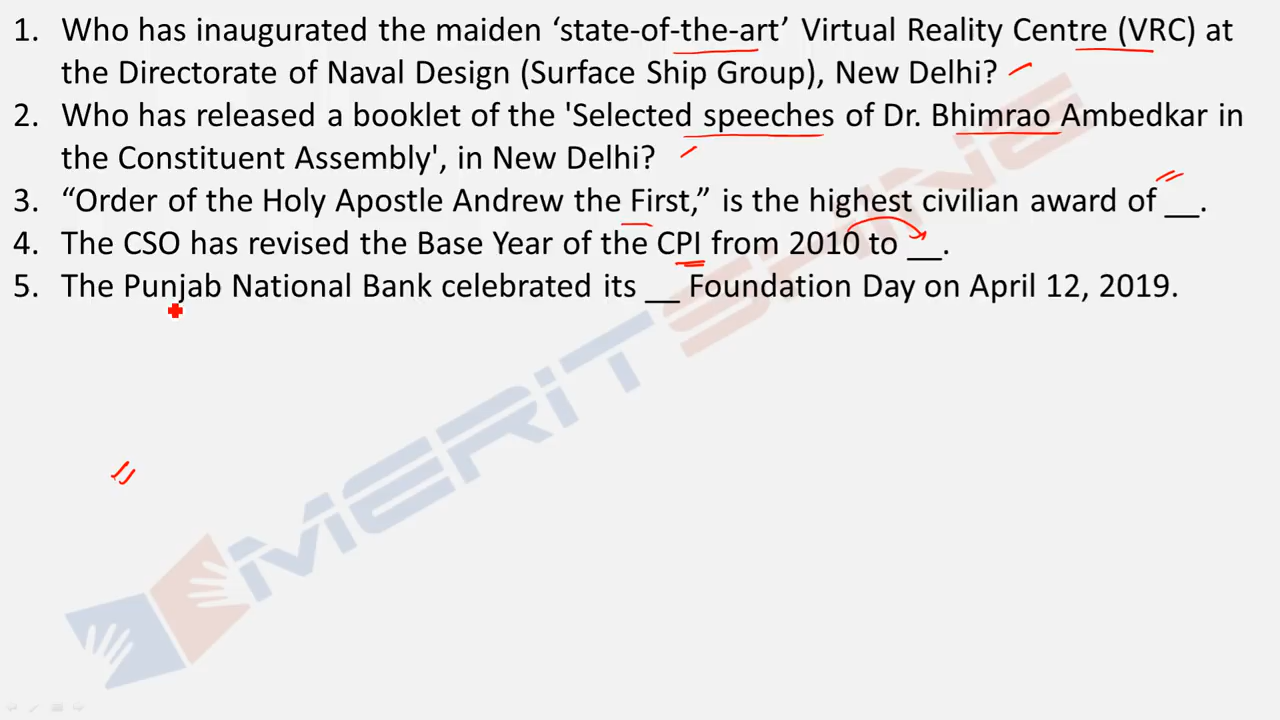 1. Who has inaugurated the maiden ‘state-of-the-art’ Virtual Reality Centre (VRC) at
the Directorate of Naval Design (Surface Ship Group), New Delhi?
2. Who has released a booklet of the 'Selected speeches of Dr. Bhimrao Ambedkar in
the Constituent Assembly', in New Delhi?
3. “Order of the Holy Apostle Andrew the First,” is the highest civilian award of __.
4. The CSO has revised the Base Year of the CPI from 2010 to __.
5. The Punjab National Bank celebrated its __ Foundation Day on April 12, 2019.
MERiT SPiNE